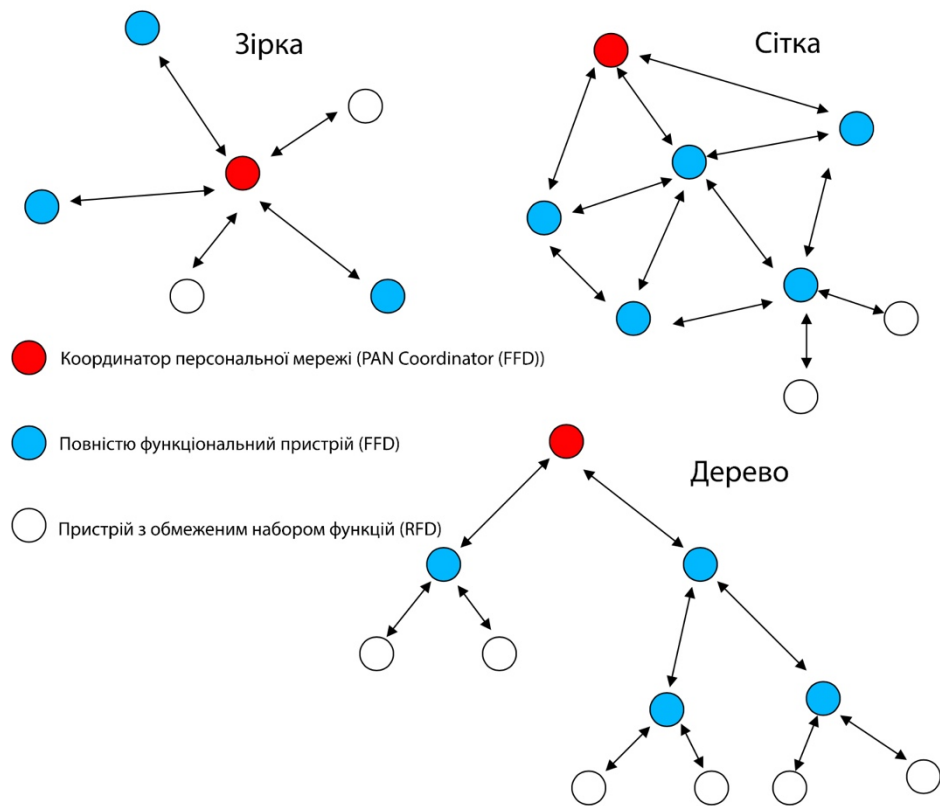 Зірка
Сітка
Координатор персональної мережі (PAN Coordinator (FFD))
Повністю функціональний пристрій (FFD)
Дерево
Пристрій з обмеженим набором функцій (RFD)